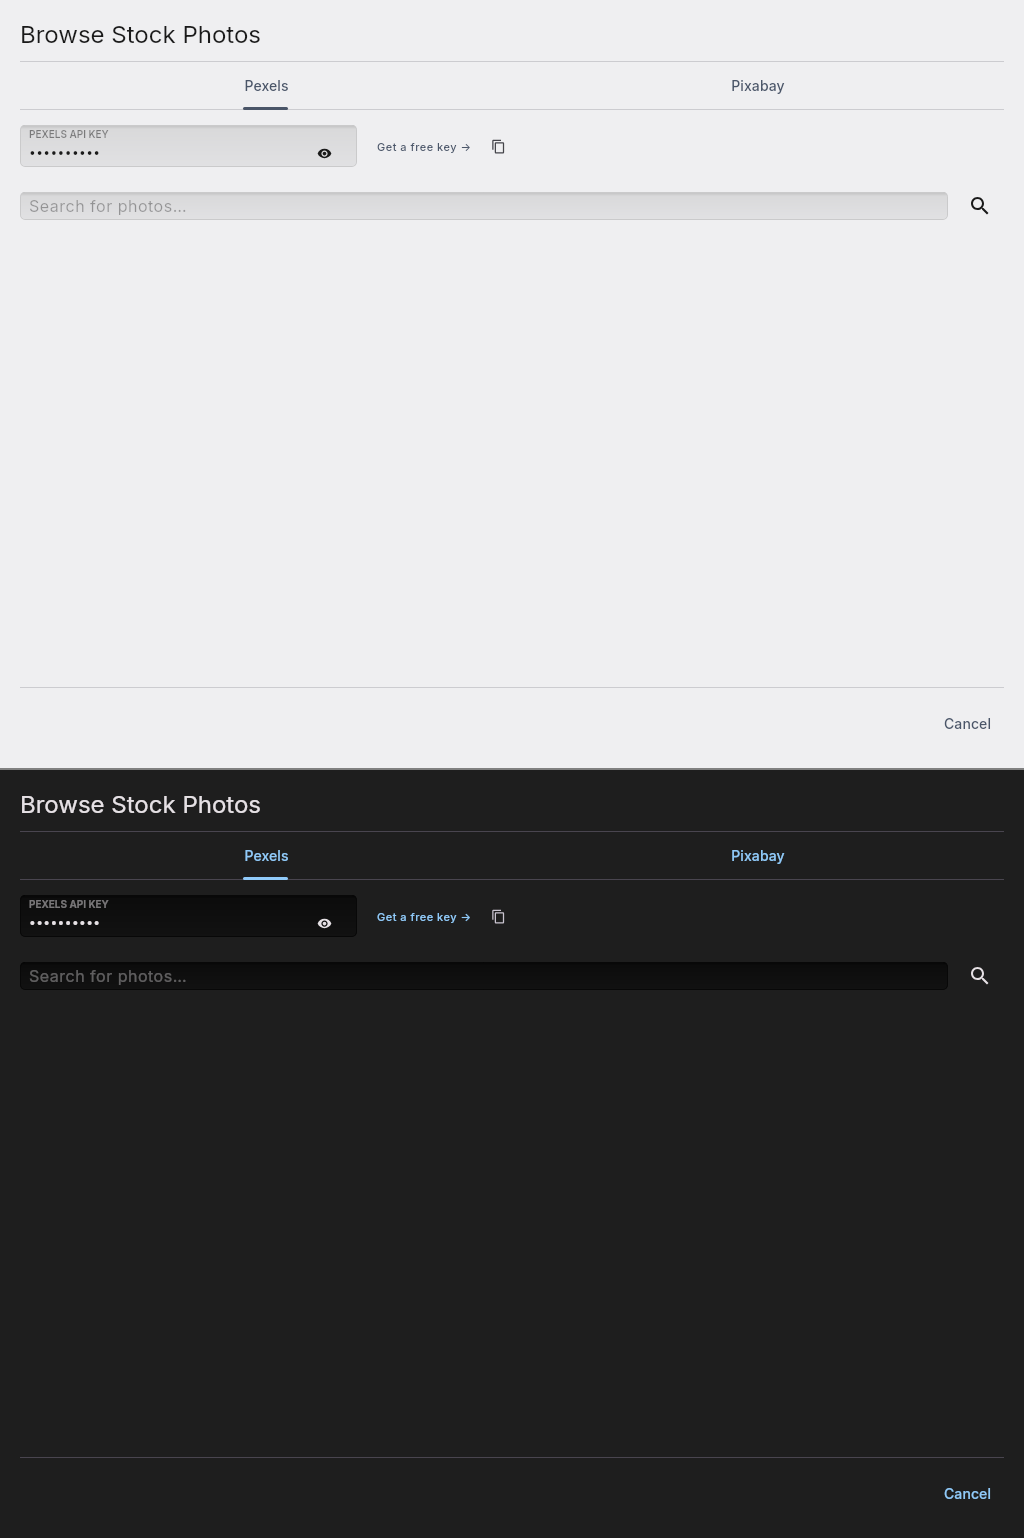 Browse Stock Photos
Pexels
Pixabay
PEXELS API KEY
••••••••••
Get a free key →
Search for photos...
Cancel
Browse Stock Photos
Pexels
Pixabay
PEXELS API KEY
••••••••••
Get a free key →
Search for photos...
Cancel